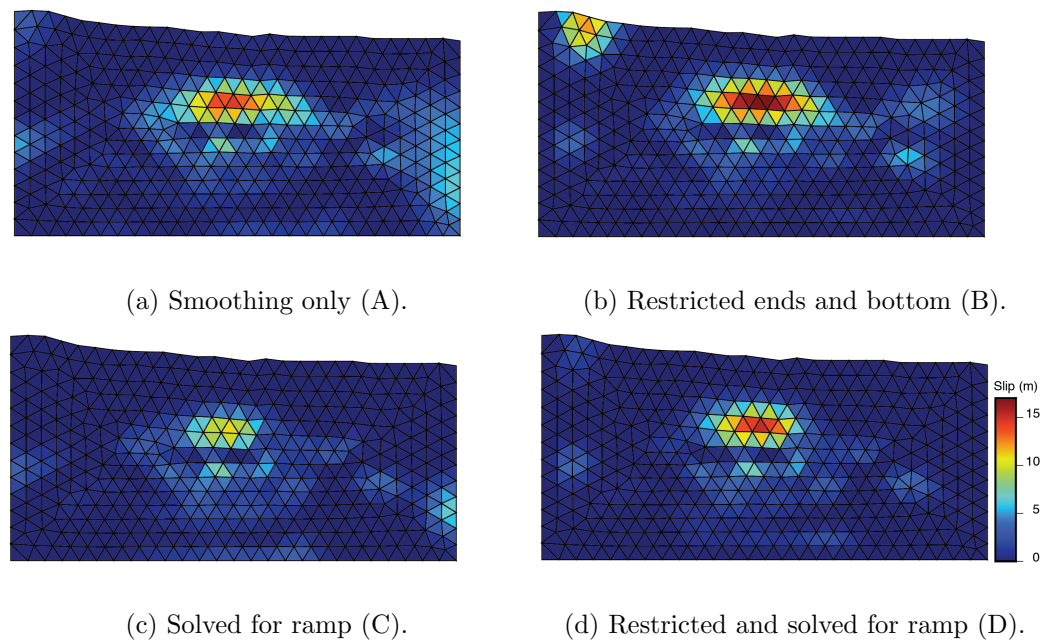 (a) Smoothing only (A).
(b) Restricted ends and bottom (B).
Slip (m)
15
10
5
0
(c) Solved for ramp (C).
(d) Restricted and solved for ramp (D).